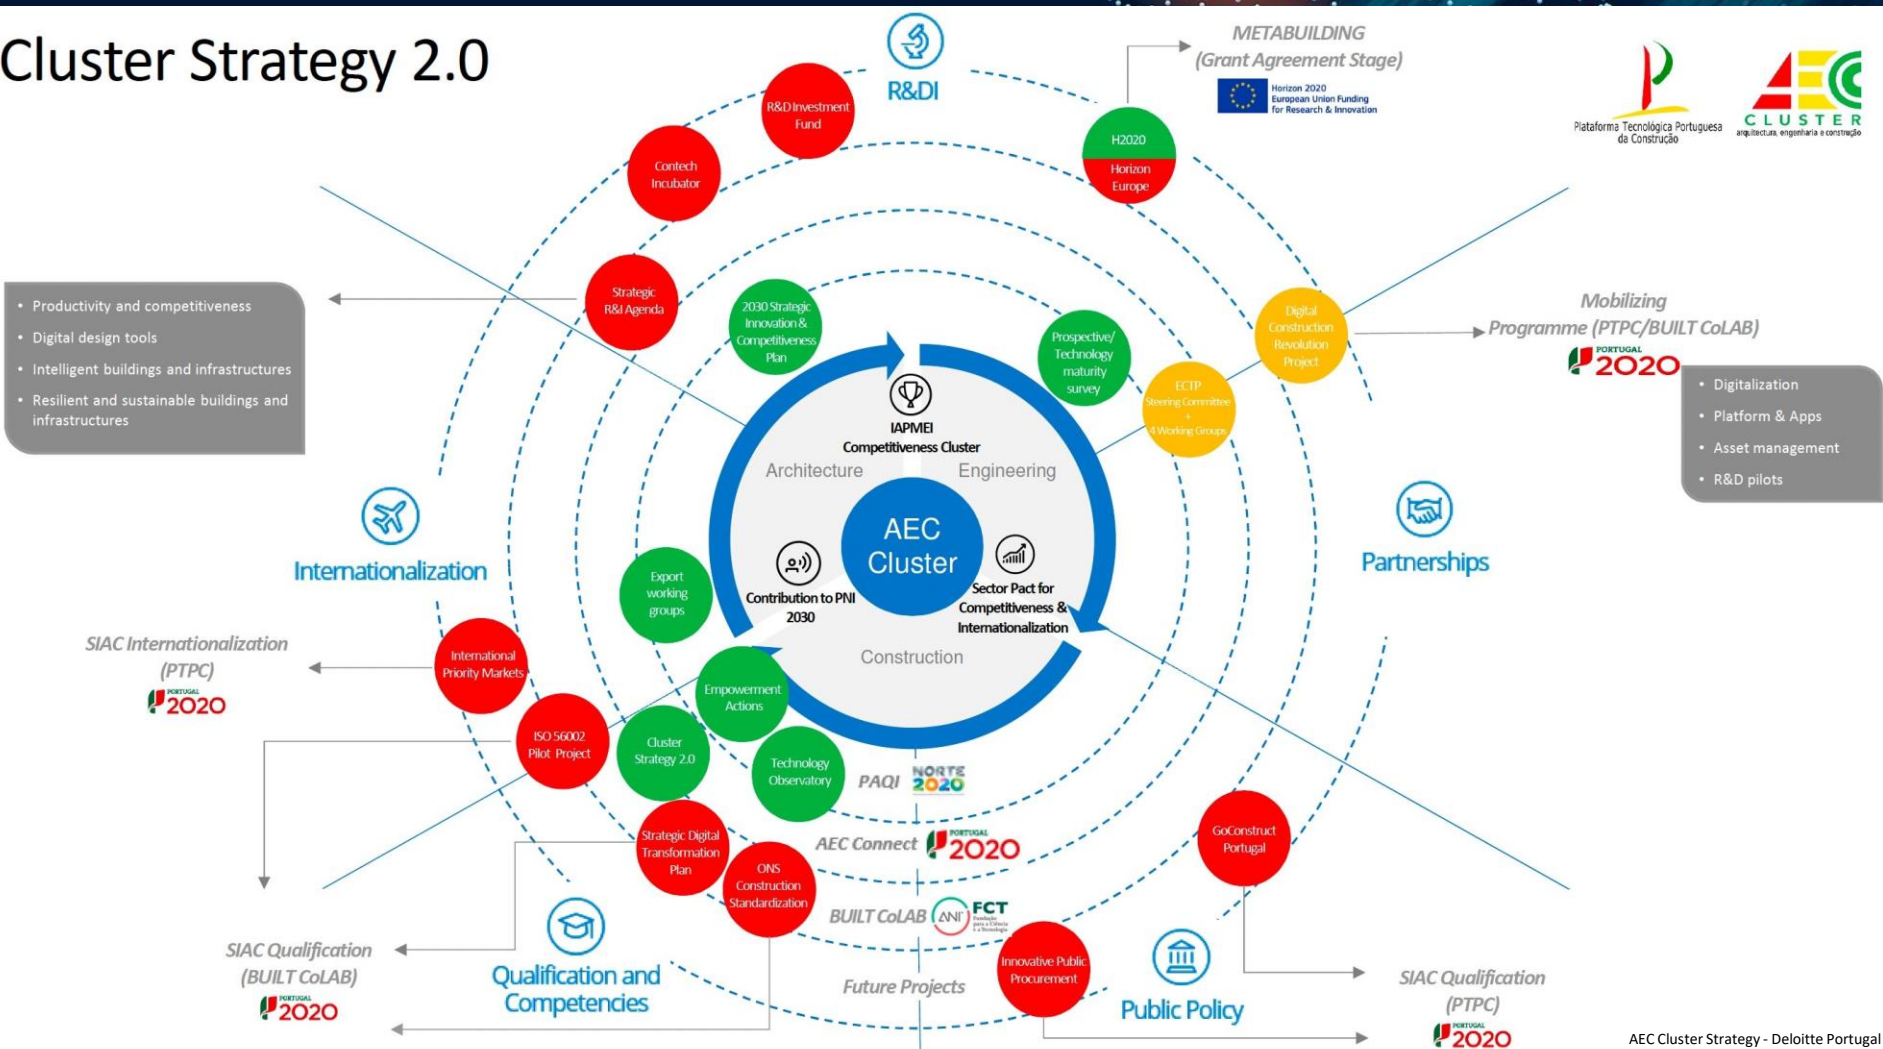 Cluster Strategy 2.0
R&DI
METABUILDING
(Grant Agreement Stage)
Horizon 2020
European Union Funding
for Research & Innovation
Plataforma Tecnológica Portuguesa
da Construção
AEC
CLUSTER
arquitectura, engenharia e construção
R&D Investment
Fund
Contech
Incubator
H2020
Horizon
Europe
Strategic
R&I Agenda
• Productivity and competitiveness
• Digital design tools
• Intelligent buildings and infrastructures
• Resilient and sustainable buildings and
infrastructures
2030 Strategic
Innovation &
Competitiveness
Plan
Prospective/
Technology
maturity
survey
Digital
Construction
Revolution
Project
Mobilizing
Programme (PTPC/BUILT CoLAB)
PORTUGAL
2020
• Digitalization
• Platform & Apps
• Asset management
• R&D pilots
ECTP
Steering Committee
+
4 Working Groups
IAPMEI
Competitiveness Cluster
Architecture
Engineering
AEC
Cluster
Contribution to PNI
2030
Sector Pact for
Competitiveness &
Internationalization
Construction
Internationalization
Partnerships
Export
working
groups
SIAC Internationalization
(PTPC)
PORTUGAL
2020
International
Priority Markets
Empowerment
Actions
ISO 56002
Pilot Project
Cluster
Strategy 2.0
Technology
Observatory
PAQI
NORTE
2020
Strategic Digital
Transformation
Plan
AEC Connect
PORTUGAL
2020
GoConstruct
Portugal
ONS
Construction
Standardization
BUILT CoLAB
ANI
FCT
Fundação
para a Ciência
e a Tecnologia
SIAC Qualification
(BUILT CoLAB)
PORTUGAL
2020
Qualification and
Competencies
Future Projects
Innovative Public
Procurement
Public Policy
SIAC Qualification
(PTPC)
PORTUGAL
2020
AEC Cluster Strategy - Deloitte Portugal